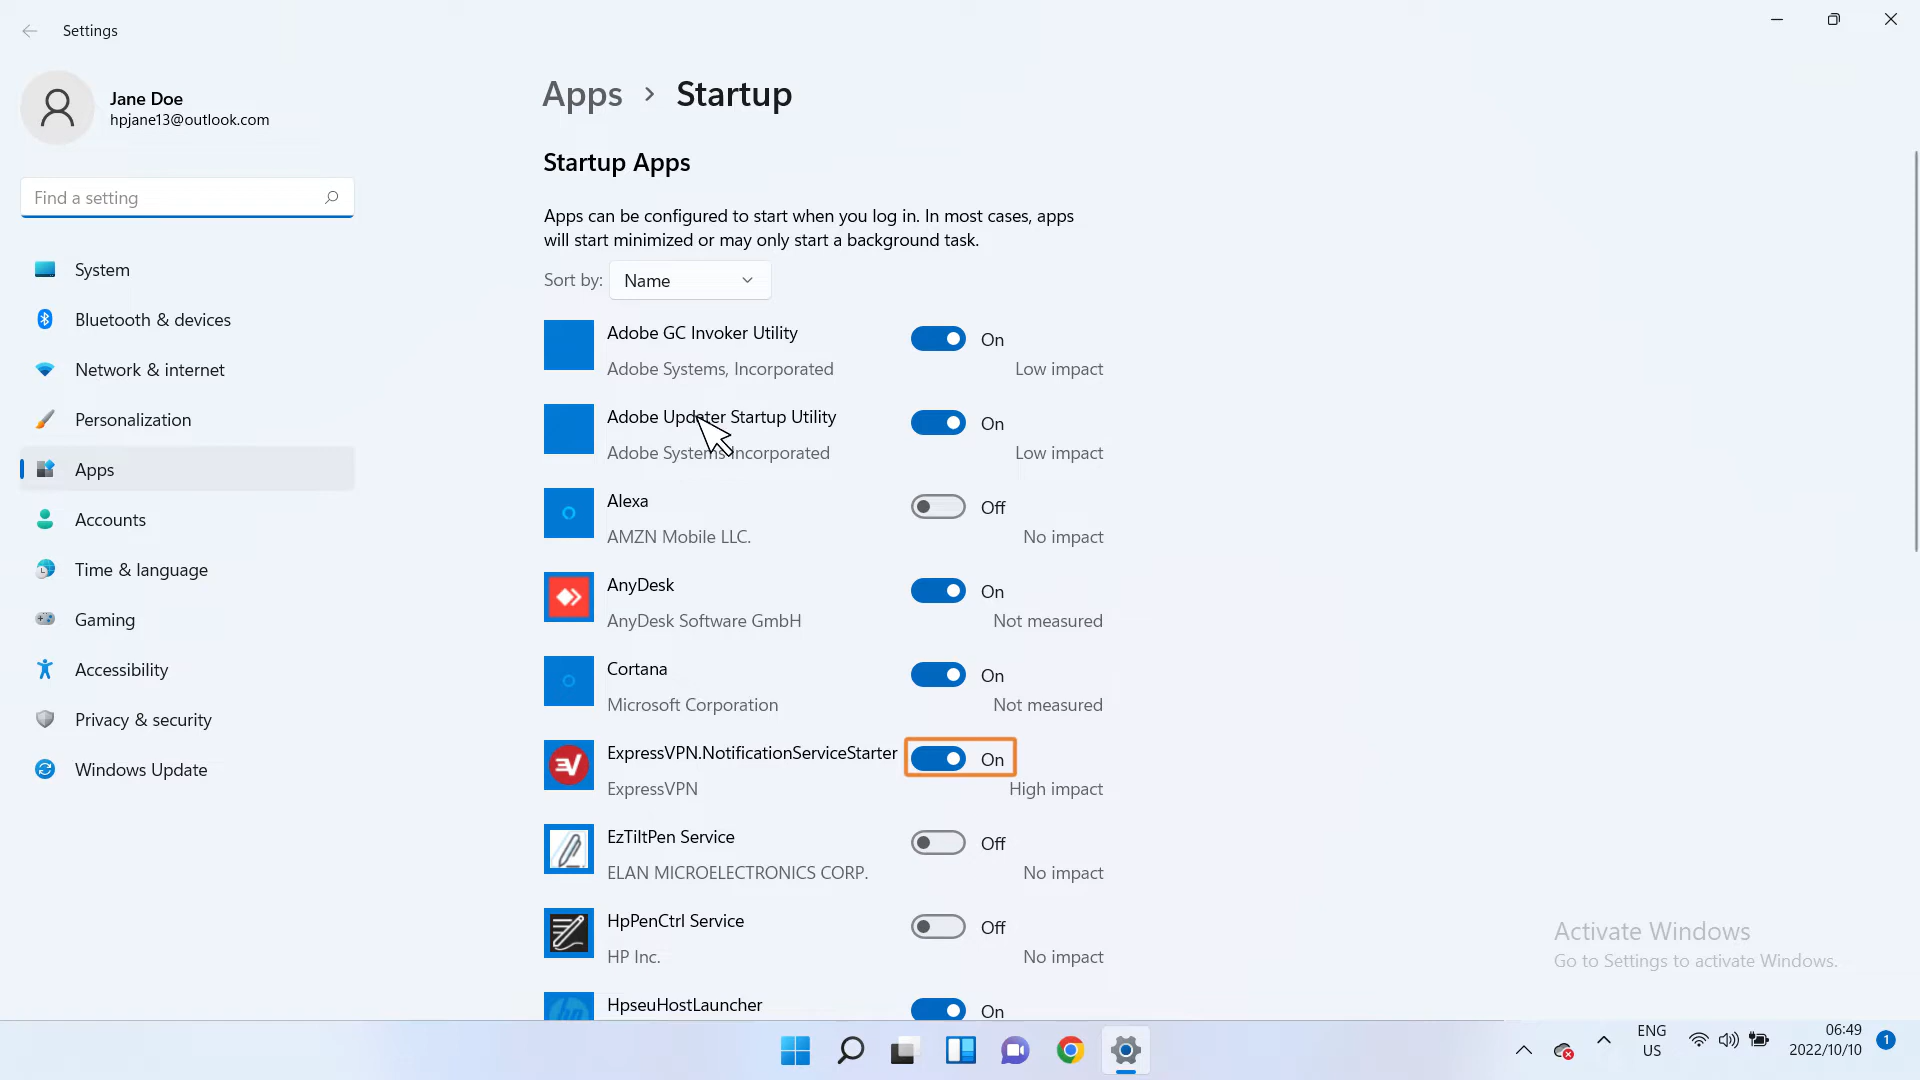 Settings
Jane Doe
hpjane13@outlook.com
Find a setting
System
Bluetooth & devices
Network & internet
Personalization
Apps
Accounts
Time & language
Gaming
Accessibility
Privacy & security
Windows Update
Apps > Startup
Startup Apps
Apps can be configured to start when you log in. In most cases, apps
will start minimized or may only start a background task.
Sort by: Name
Adobe GC Invoker Utility On
Adobe Systems, Incorporated Low impact
Adobe Updater Startup Utility On
Adobe Systems Incorporated Low impact
Alexa Off
AMZN Mobile LLC. No impact
AnyDesk On
AnyDesk Software GmbH Not measured
Cortana On
Microsoft Corporation Not measured
ExpressVPN.NotificationServiceStarter On
ExpressVPN High impact
EzTiltPen Service Off
ELAN MICROELECTRONICS CORP. No impact
HpPenCtrl Service Off
HP Inc. No impact
HpseuHostLauncher On
Activate Windows
Go to Settings to activate Windows.
ENG
US
06:49
2022/10/10
1